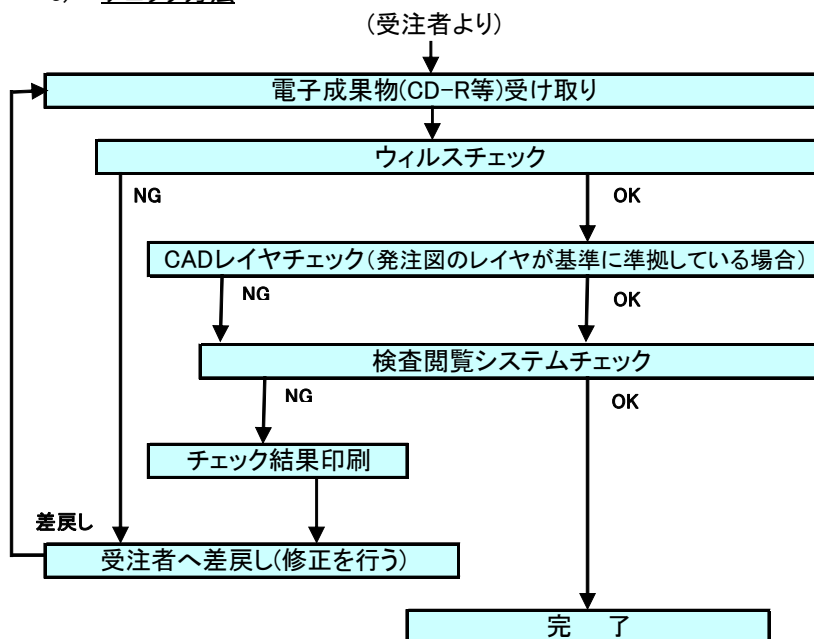 (受注者より)
電子成果物(CD-R等)受け取り
ウィルスチェック
NG
OK
CADレイヤチェック(発注図のレイヤが基準に準拠している場合)
NG
OK
検査閲覧システムチェック
NG
OK
チェック結果印刷
差戻し
受注者へ差戻し(修正を行う)
完 了